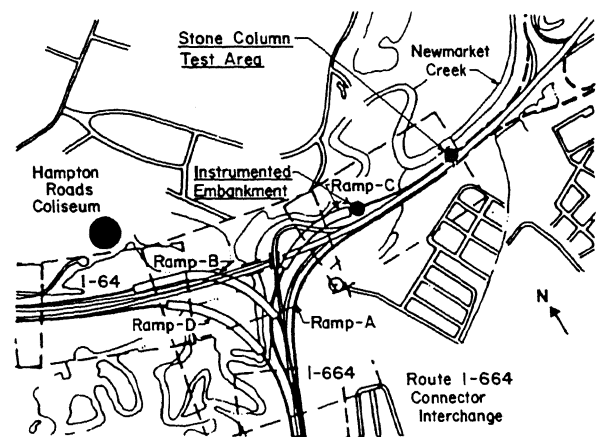 Stone Column
Test Area
Newmarket
Creek
Hampton
Roads
Coliseum
Instrumented
Embankment
Ramp-C
Ramp-B
I-64
Ramp-D
Ramp-A
N
I-664
Route I-664
Connector
Interchange